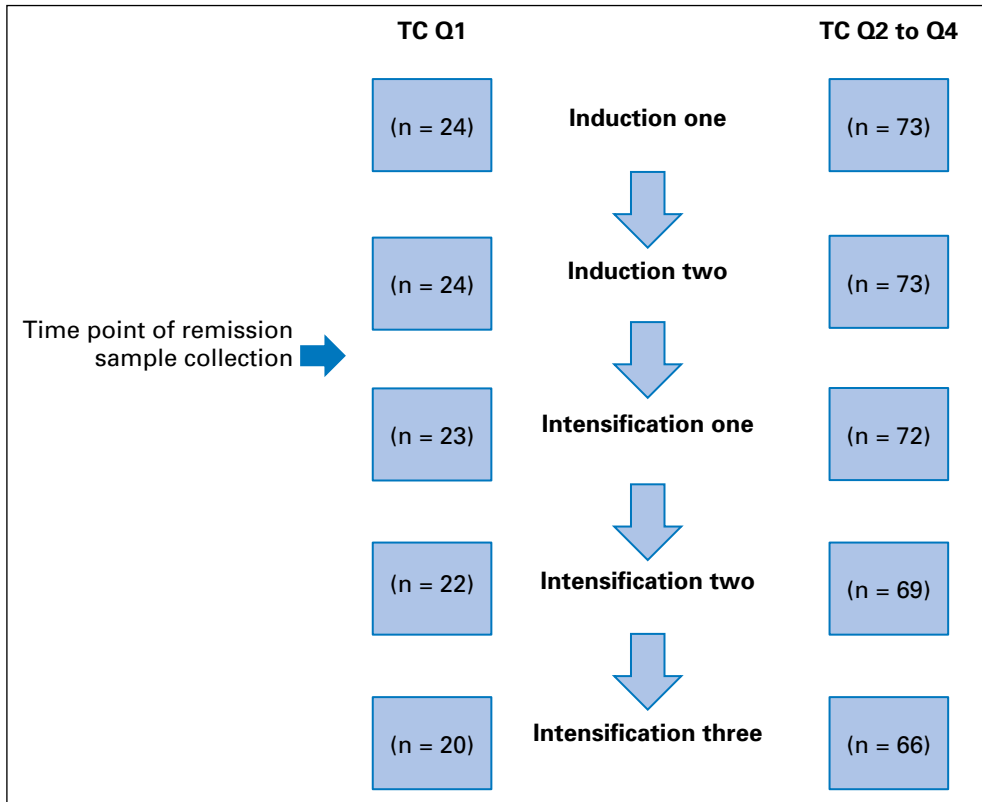 TC Q1
TC Q2 to Q4
(n = 24)
Induction one
(n = 73)
(n = 24)
Induction two
(n = 73)
Time point of remission
sample collection
(n = 23)
Intensification one
(n = 72)
(n = 22)
Intensification two
(n = 69)
(n = 20)
Intensification three
(n = 66)